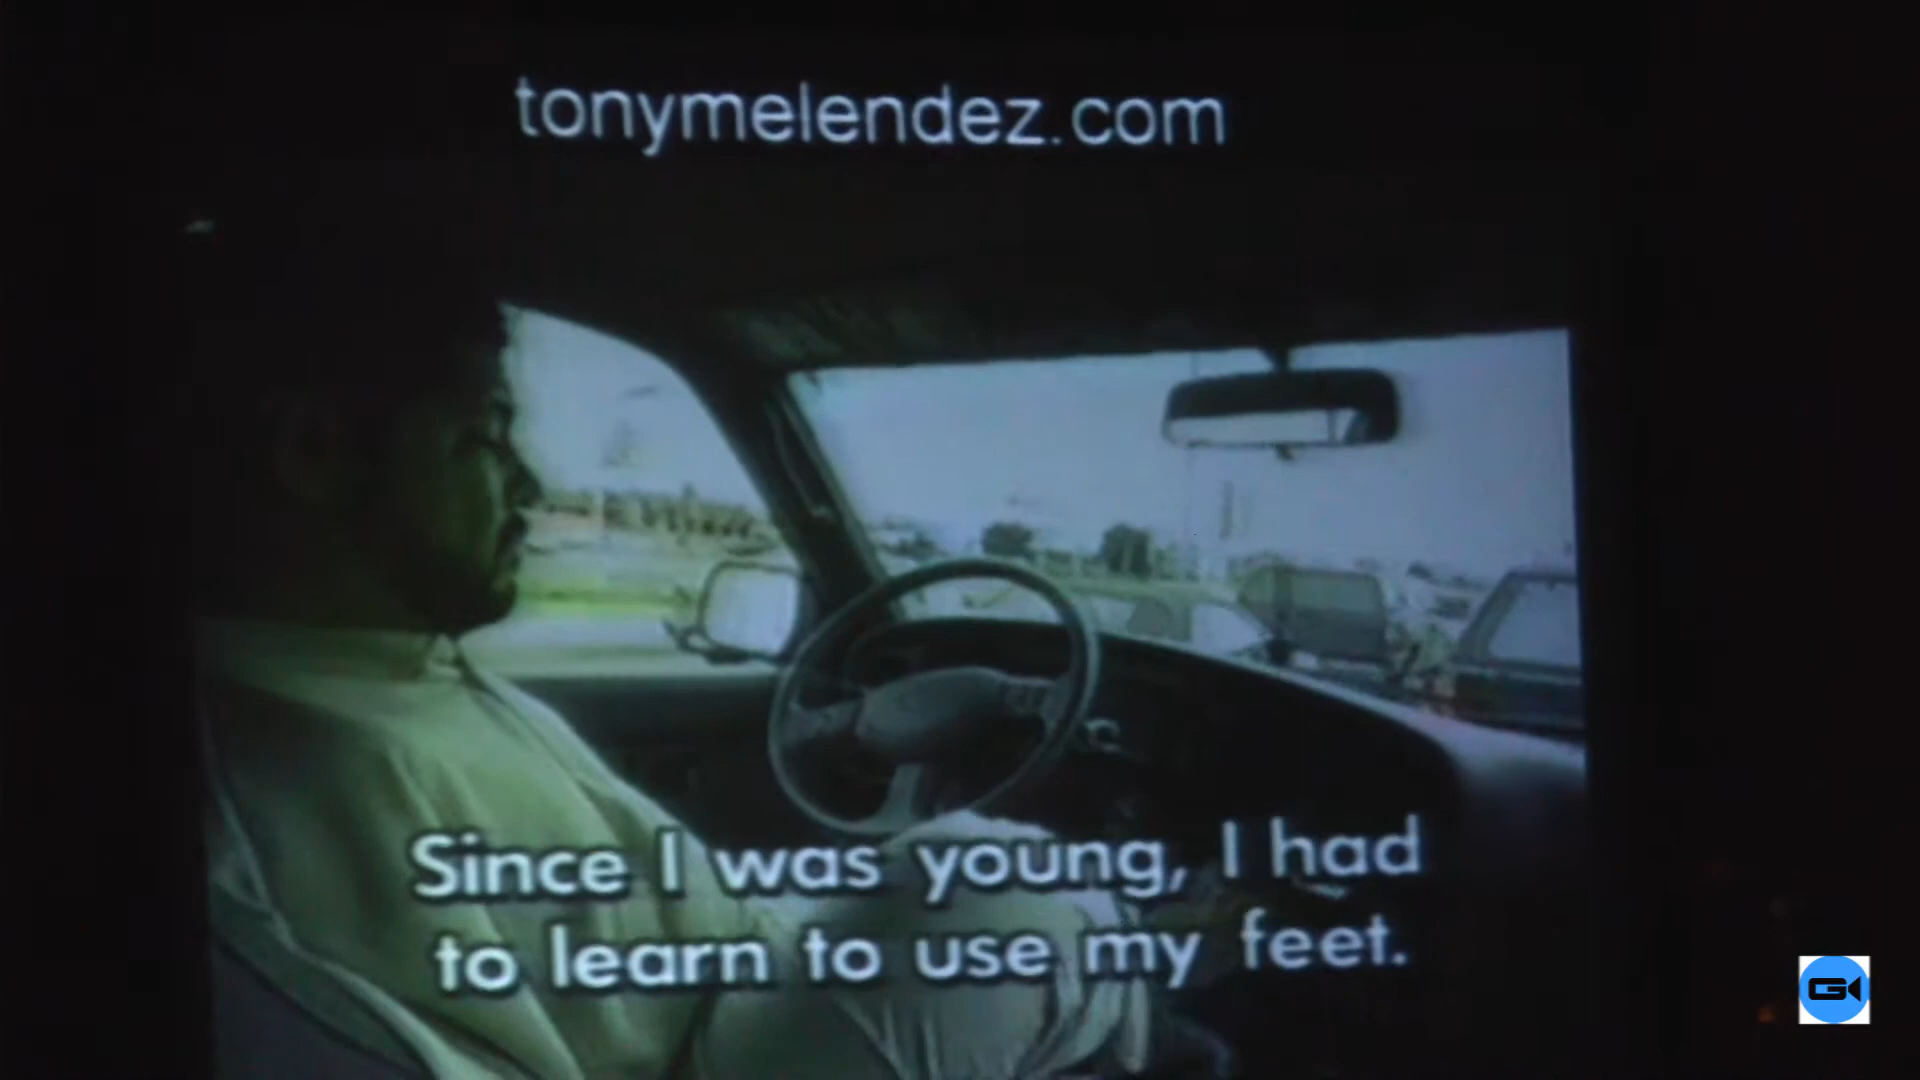 tonymelendez.com
Since I was young, I had
to learn to use my feet.